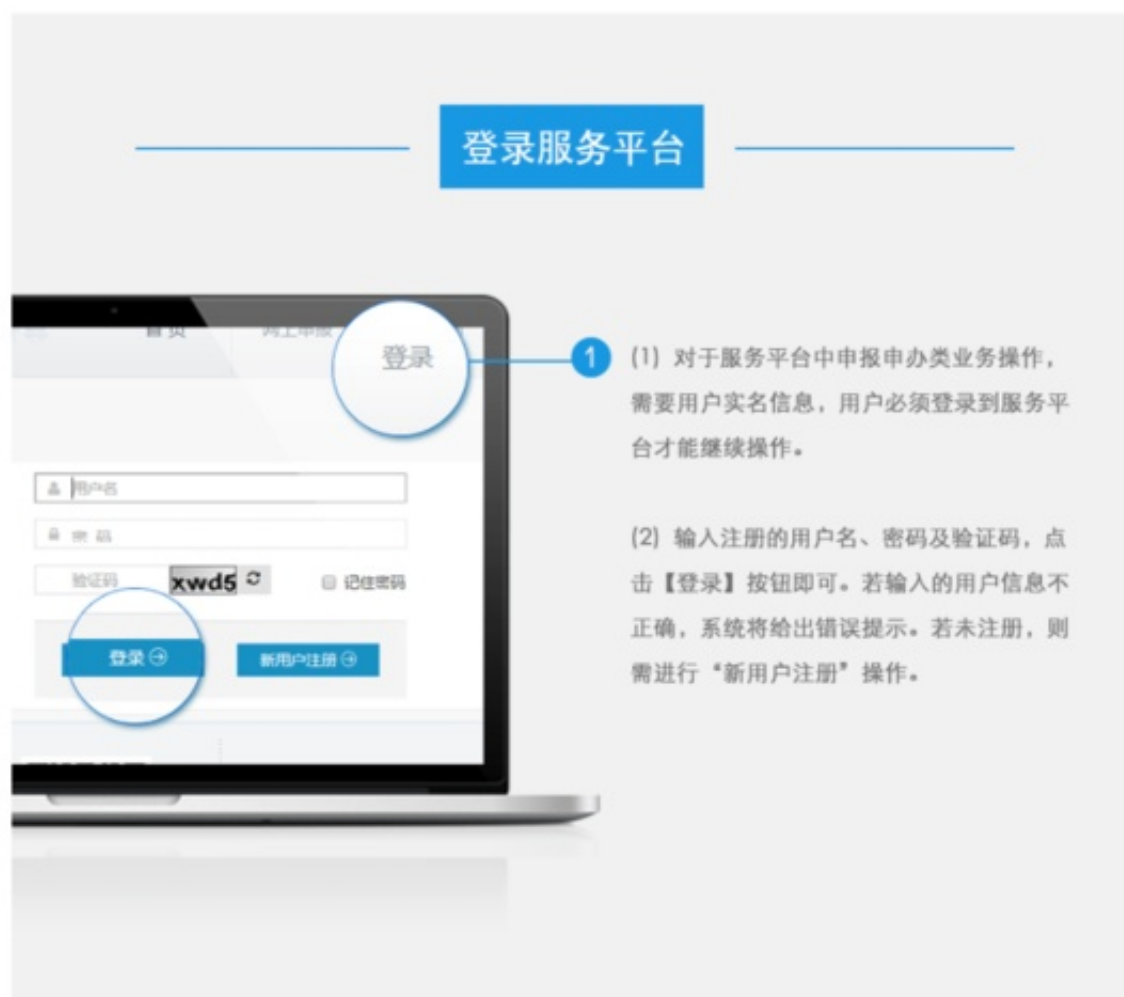 登录服务平台
首页
网上申报
登录
1
(1) 对于服务平台中申报申办类业务操作,
需要用户实名信息,用户必须登录到服务平
台才能继续操作。
用户名
密 码
(2) 输入注册的用户名、密码及验证码,点
验证码 xwd5 记住密码
击【登录】按钮即可。若输入的用户信息不
正确,系统将给出错误提示。若未注册,则
登录 新用户注册
需进行“新用户注册”操作。